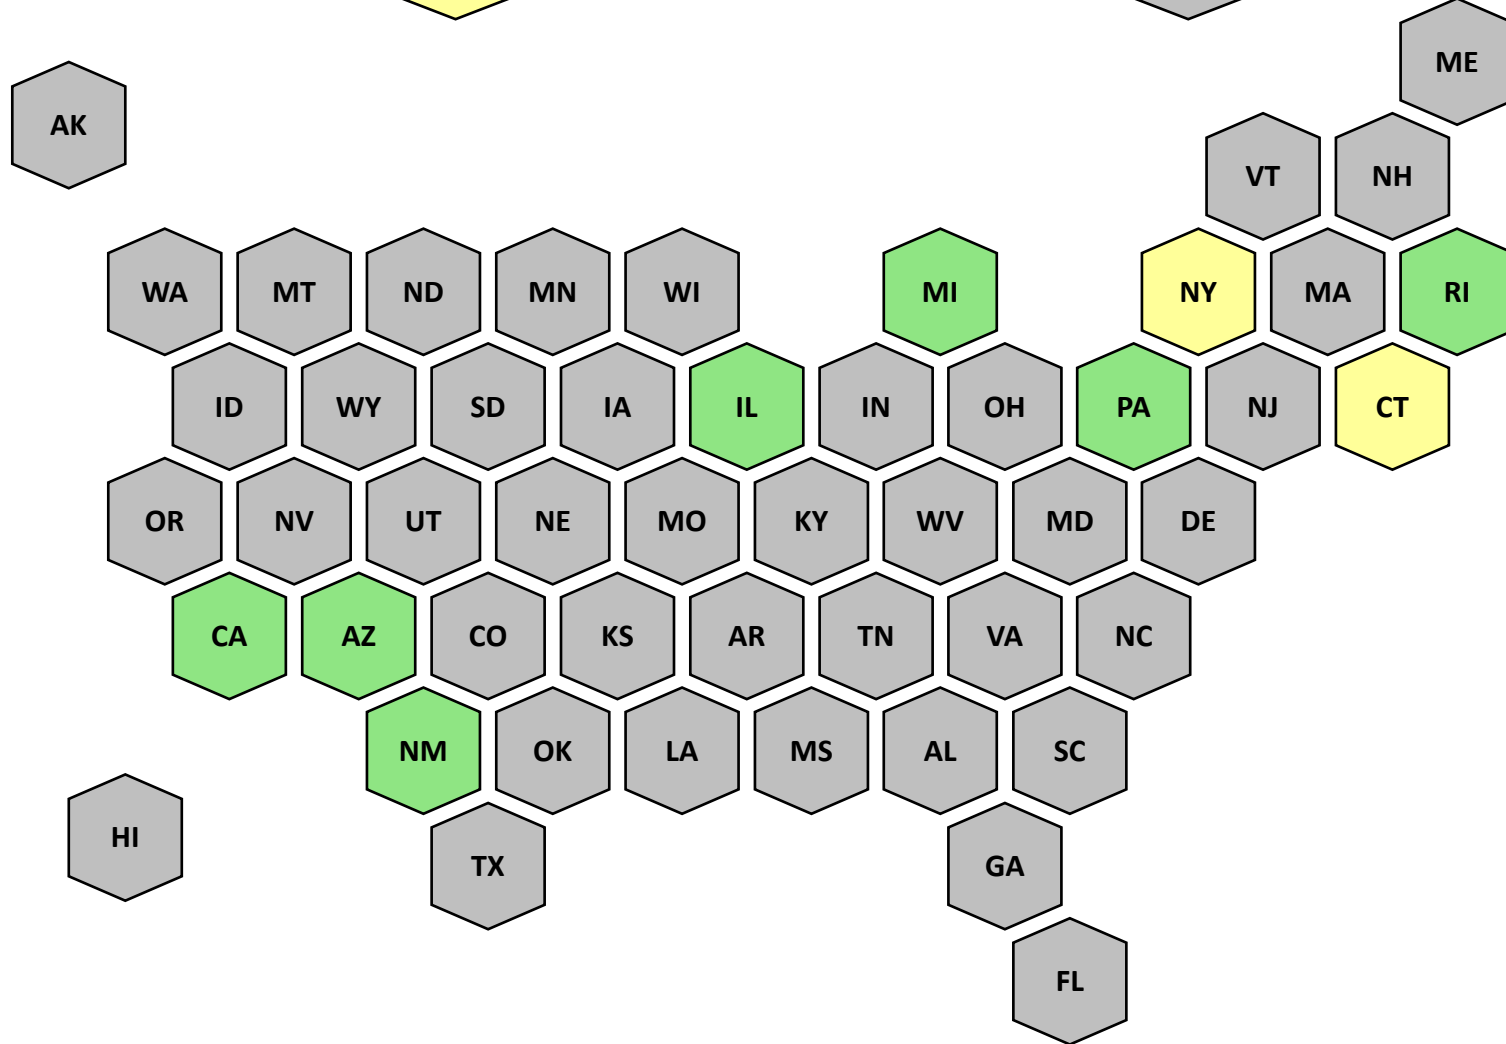 ME
AK
VT NH
WA MT ND MN WI MI NY MA RI
ID WY SD IA IL IN OH PA NJ CT
OR NV UT NE MO KY WV MD DE
CA AZ CO KS AR TN VA NC
NM OK LA MS AL SC
HI
TX GA
FL